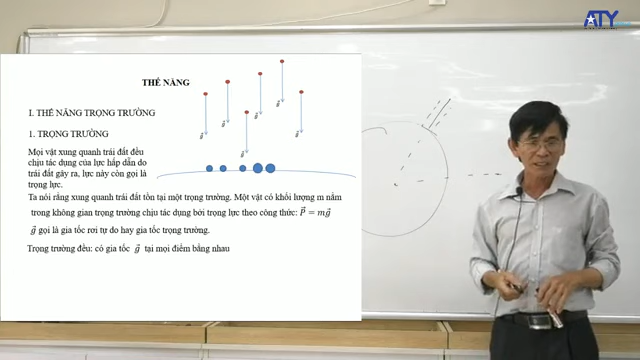 ATY
THẾ NĂNG
I. THẾ NĂNG TRỌNG TRƯỜNG
1. TRỌNG TRƯỜNG
Mọi vật xung quanh trái đất đều
chịu tác dụng của lực hấp dẫn do
trái đất gây ra, lực này còn gọi là
trọng lực.
Ta nói rằng xung quanh trái đất tồn tại một trọng trường. Một vật có khối lượng m nằm
trong không gian trọng trường chịu tác dụng bởi trọng lực theo công thức: P⃗ = mg⃗
g⃗ gọi là gia tốc rơi tự do hay gia tốc trọng trường.
Trọng trường đều: có gia tốc g⃗ tại mọi điểm bằng nhau